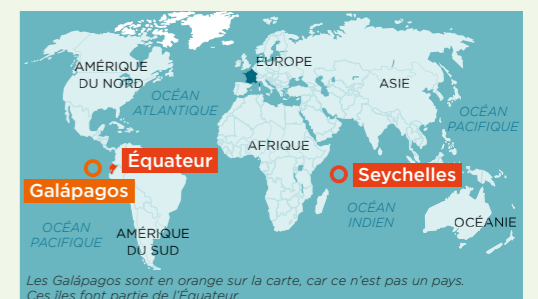 AMÉRIQUE
DU NORD
EUROPE
ASIE
OCÉAN
ATLANTIQUE
OCÉAN
PACIFIQUE
AFRIQUE
Équateur
Galápagos
Seychelles
OCÉAN
INDIEN
OCÉANIE
OCÉAN
PACIFIQUE
AMÉRIQUE
DU SUD
Les Galápagos sont en orange sur la carte, car ce n'est pas un pays.
Ces îles font partie de l'Équateur.